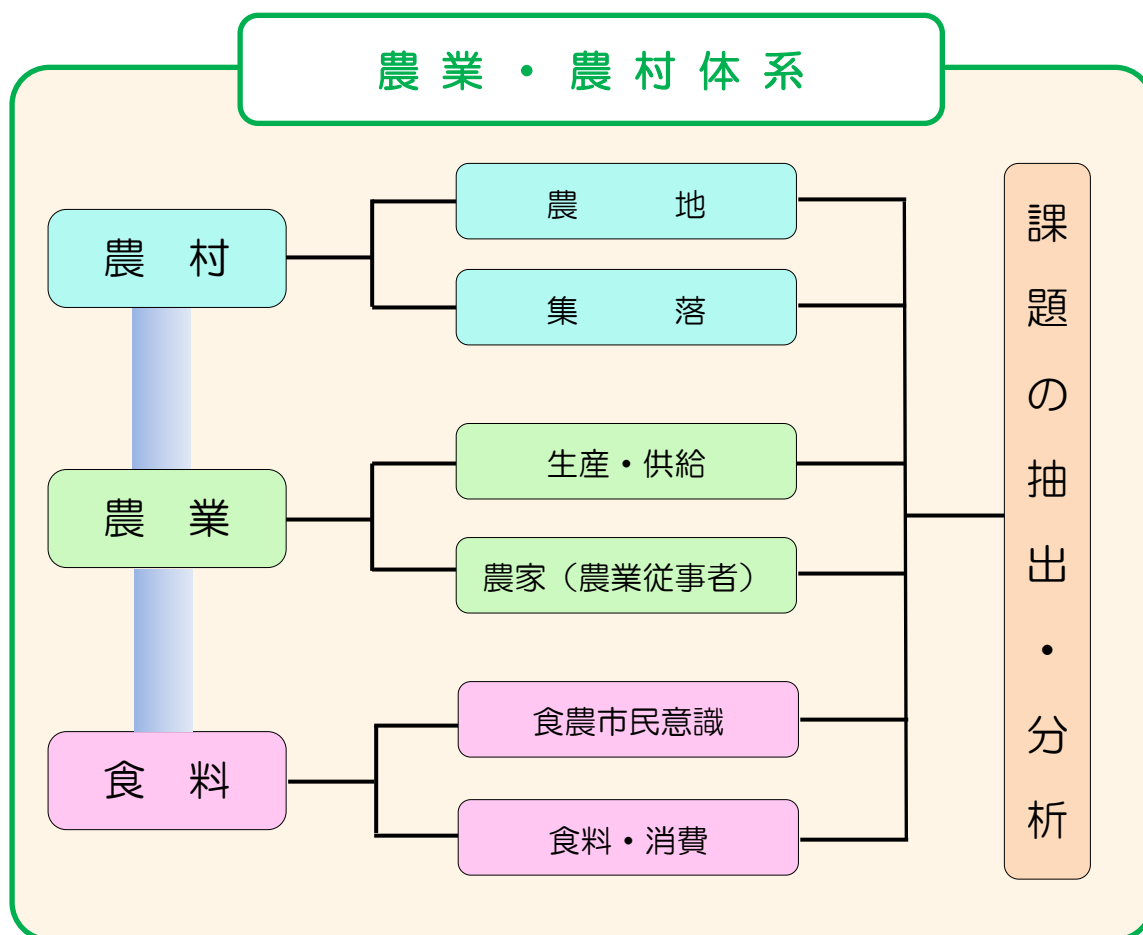 農業・農村体系
農村
農地
集落
農業
生産・供給
農家（農業従事者）
食料
食農市民意識
食料・消費
課題の抽出・分析